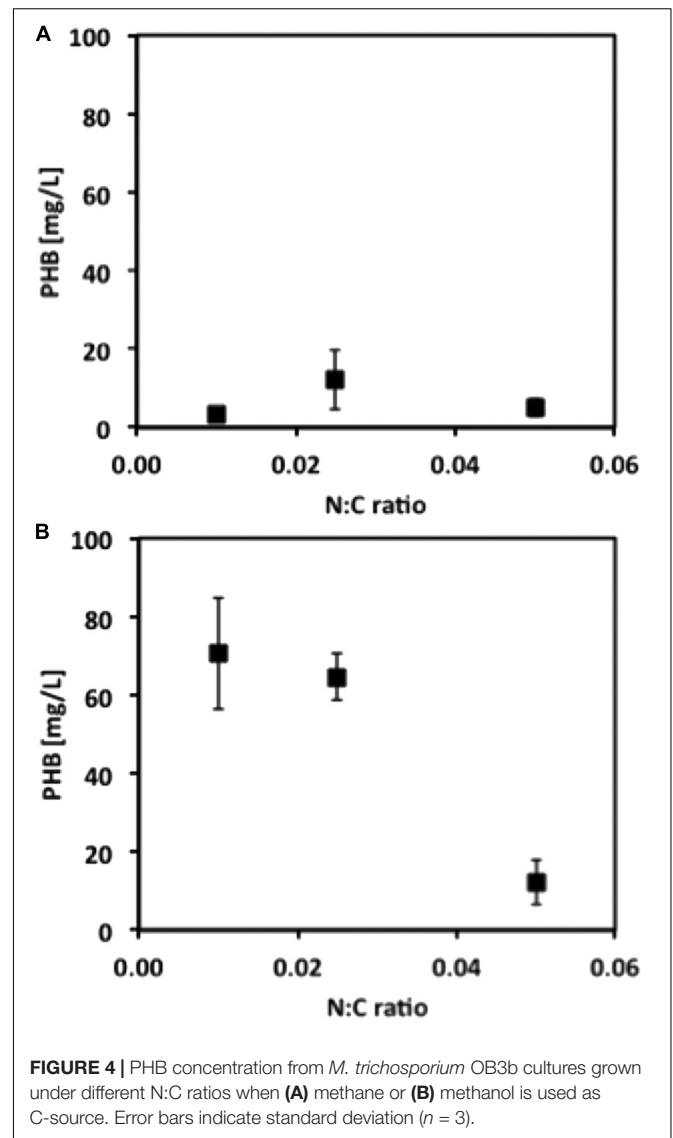 A
100
80
60
40
20
0
PHB [mg/L]
0.00 0.02 0.04 0.06
N:C ratio
B
100
80
60
40
20
0
PHB [mg/L]
0.00 0.02 0.04 0.06
N:C ratio
FIGURE 4 | PHB concentration from M. trichosporium OB3b cultures grown
under different N:C ratios when (A) methane or (B) methanol is used as
C-source. Error bars indicate standard deviation (n = 3).